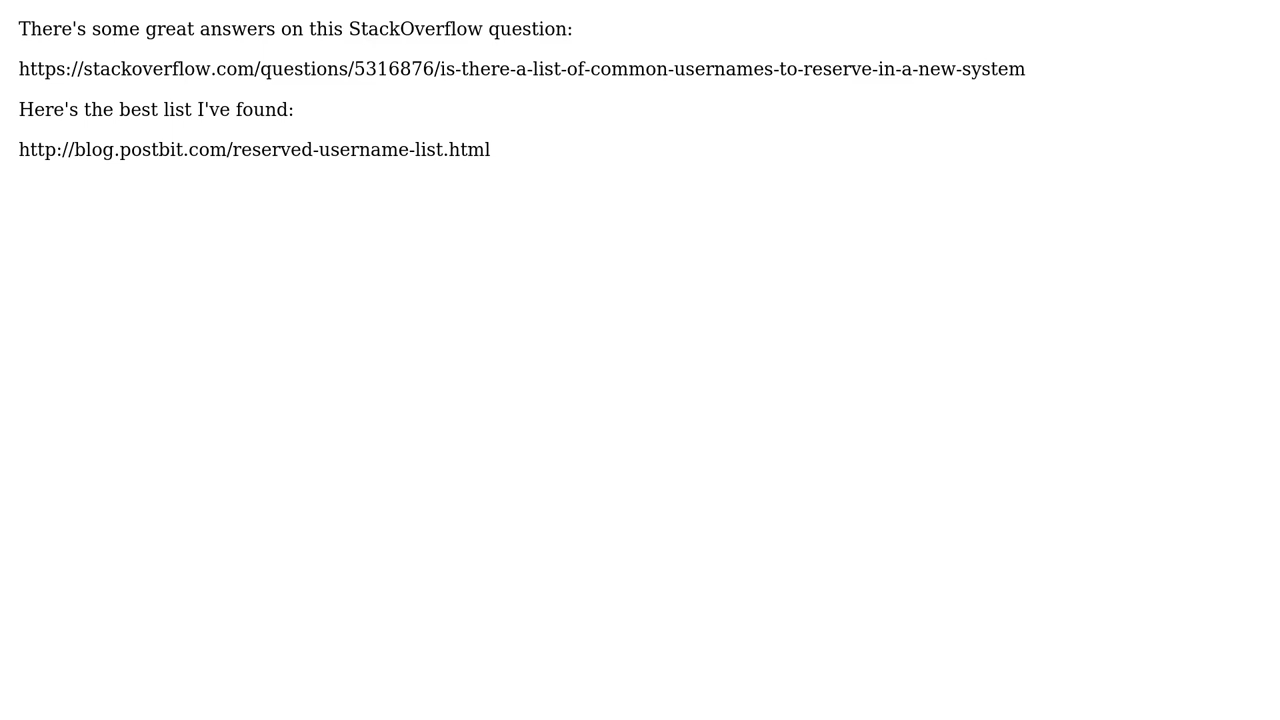 There's some great answers on this StackOverflow question:
https://stackoverflow.com/questions/5316876/is-there-a-list-of-common-usernames-to-reserve-in-a-new-system
Here's the best list I've found:
http://blog.postbit.com/reserved-username-list.html